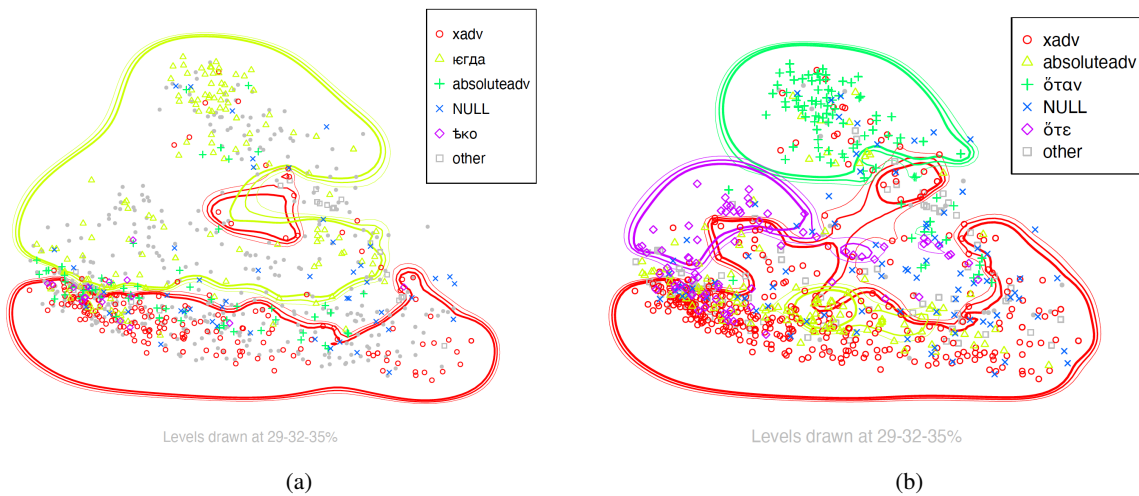 xadv
ѥгда
absoluteadv
NULL
ѣко
other
Levels drawn at 29-32-35%
(a)
xadv
absoluteadv
ὅταν
NULL
ὅτε
other
Levels drawn at 29-32-35%
(b)